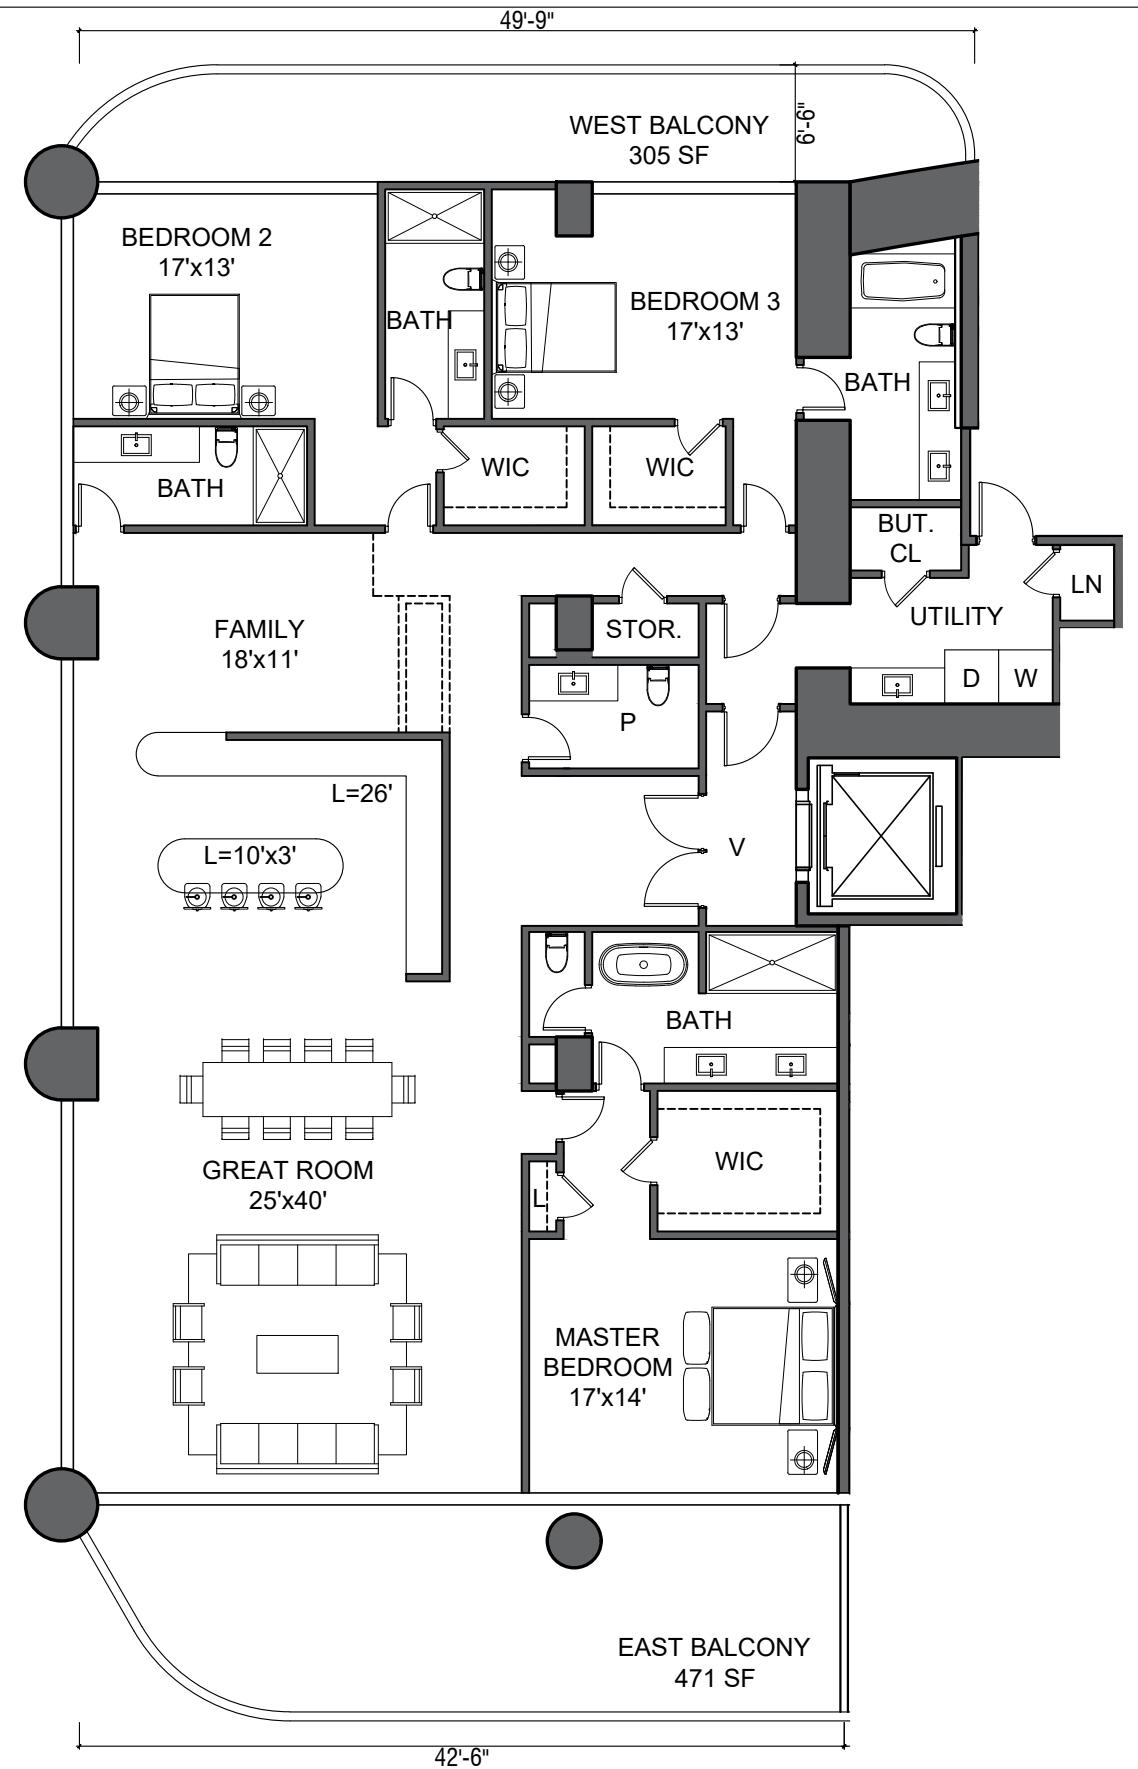 49'-9"
WEST BALCONY
305 SF
6'-6"
BEDROOM 2
17'x13'
BATH
BEDROOM 3
17'x13'
BATH
BATH
WIC
WIC
BUT.
CL
LN
UTILITY
FAMILY
18'x11'
STOR.
D
W
P
L=26'
L=10'x3'
V
BATH
GREAT ROOM
25'x40'
WIC
L
MASTER
BEDROOM
17'x14'
EAST BALCONY
471 SF
42'-6"